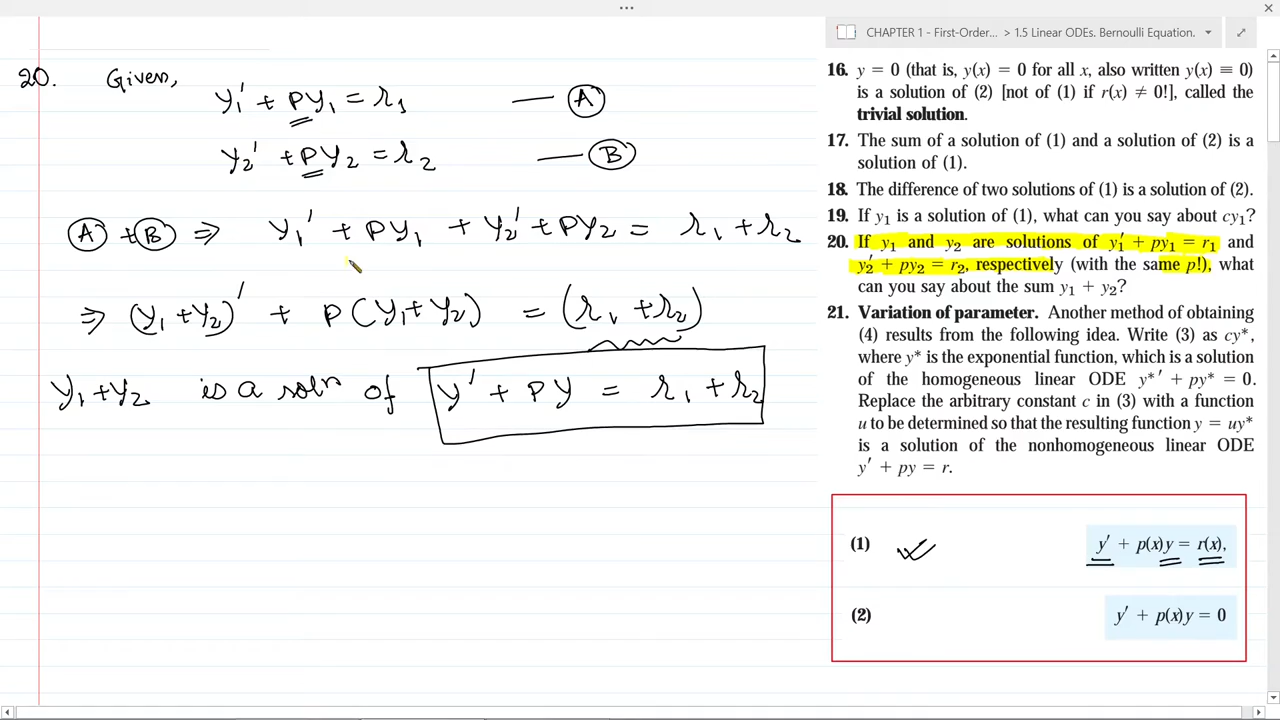 CHAPTER 1 - First-Order... > 1.5 Linear ODEs. Bernoulli Equation.
20. Given,
y₁' + py₁ = r₁ — Ⓐ
y₂' + py₂ = r₂ — Ⓑ
Ⓐ + Ⓑ ⇒ y₁' + py₁ + y₂' + py₂ = r₁ + r₂
⇒ (y₁+y₂)' + p(y₁+y₂) = (r₁ + r₂)
y₁+y₂ is a soln of y' + py = r₁ + r₂
16. y = 0 (that is, y(x) = 0 for all x, also written y(x) ≡ 0)
is a solution of (2) [not of (1) if r(x) ≠ 0!], called the
trivial solution.
17. The sum of a solution of (1) and a solution of (2) is a
solution of (1).
18. The difference of two solutions of (1) is a solution of (2).
19. If y₁ is a solution of (1), what can you say about cy₁?
20. If y₁ and y₂ are solutions of y₁' + py₁ = r₁ and
y₂' + py₂ = r₂, respectively (with the same p!), what
can you say about the sum y₁ + y₂?
21. Variation of parameter. Another method of obtaining
(4) results from the following idea. Write (3) as cy*,
where y* is the exponential function, which is a solution
of the homogeneous linear ODE y*' + py* = 0.
Replace the arbitrary constant c in (3) with a function
u to be determined so that the resulting function y = uy*
is a solution of the nonhomogeneous linear ODE
y' + py = r.
(1) y' + p(x)y = r(x),
(2) y' + p(x)y = 0